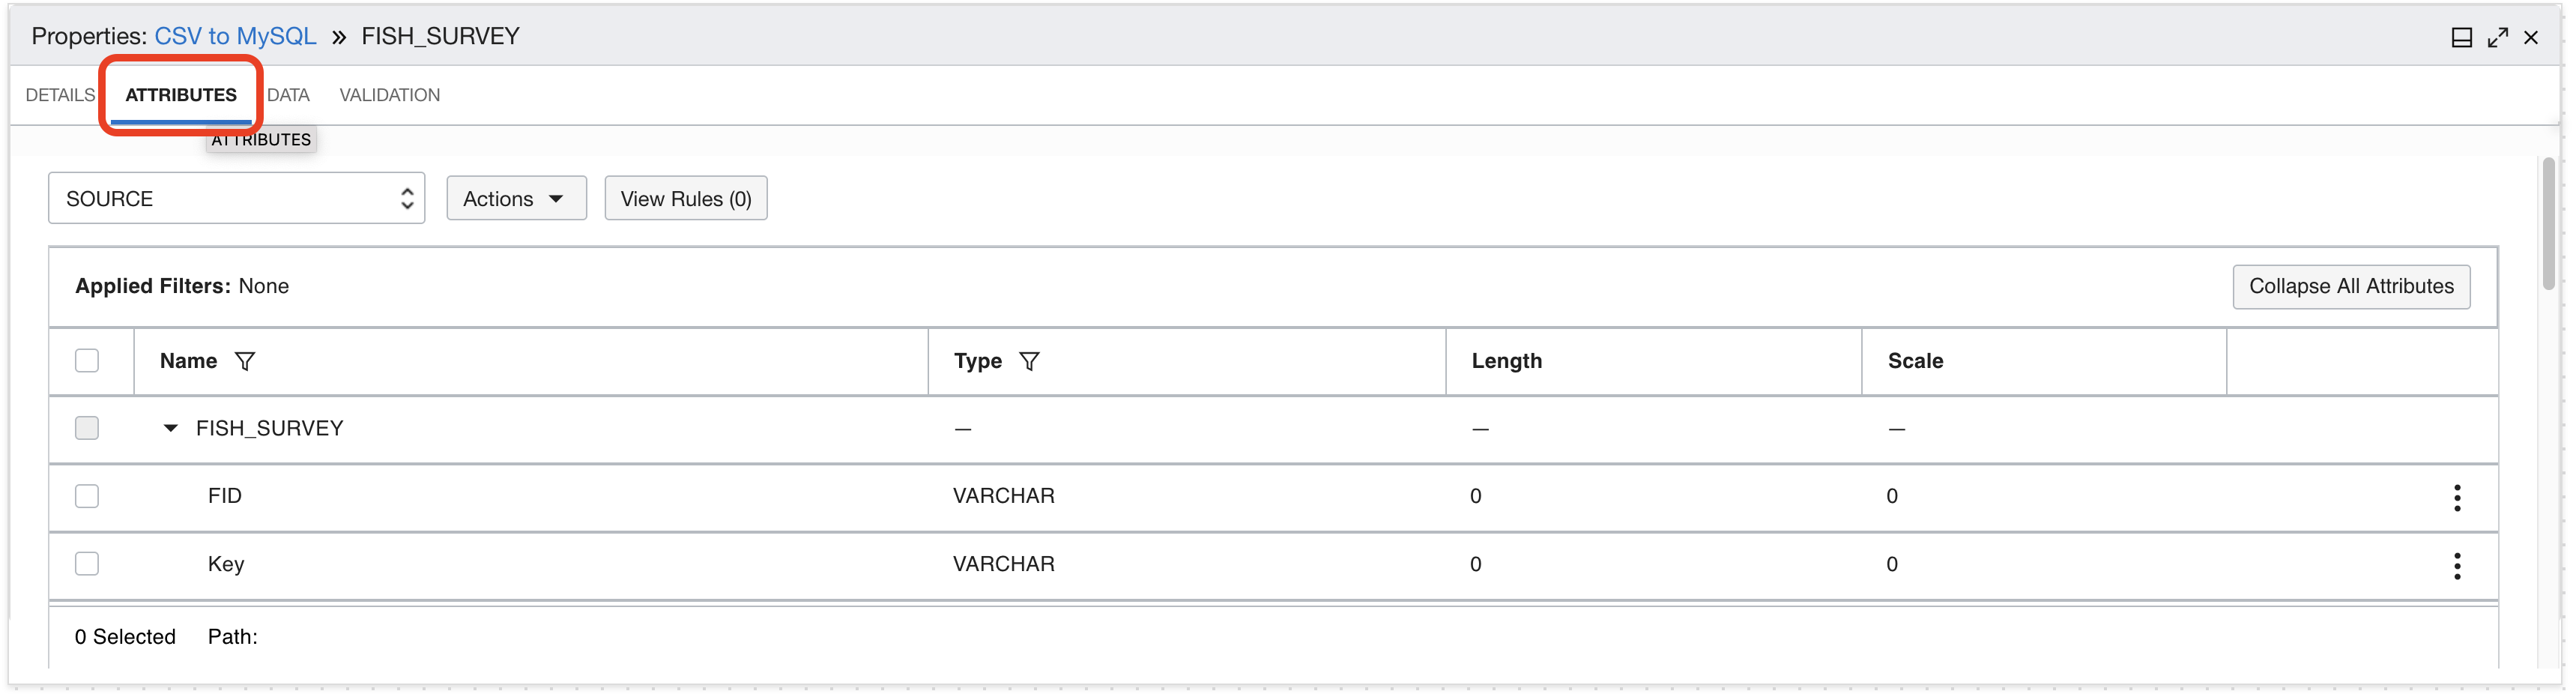 Properties: CSV to MySQL » FISH_SURVEY
DETAILS ATTRIBUTES DATA VALIDATION
ATTRIBUTES
SOURCE Actions View Rules (0)
Applied Filters: None Collapse All Attributes
Name Type Length Scale
FISH_SURVEY — — —
FID VARCHAR 0 0
Key VARCHAR 0 0
0 Selected Path: